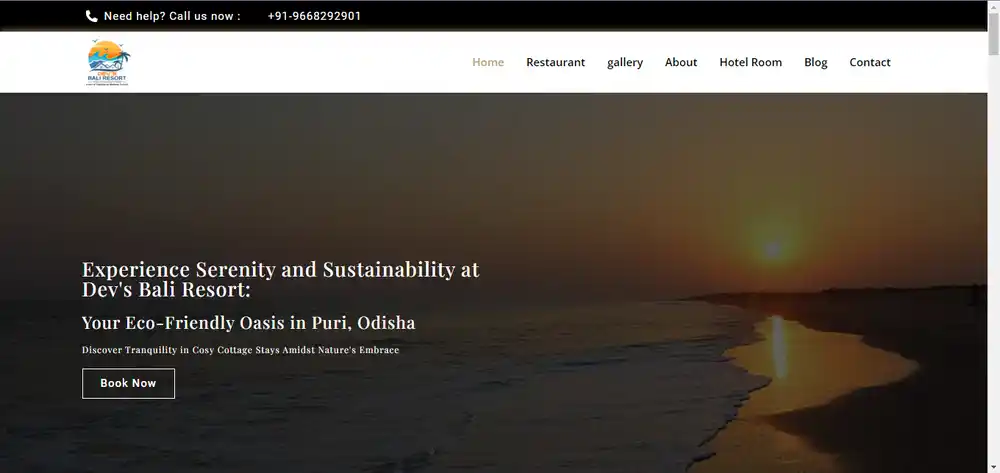 Need help? Call us now : +91-9668292901
DEV'S
BALI RESORT
Home Restaurant gallery About Hotel Room Blog Contact
Experience Serenity and Sustainability at
Dev's Bali Resort:
Your Eco-Friendly Oasis in Puri, Odisha
Discover Tranquility in Cosy Cottage Stays Amidst Nature's Embrace
Book Now